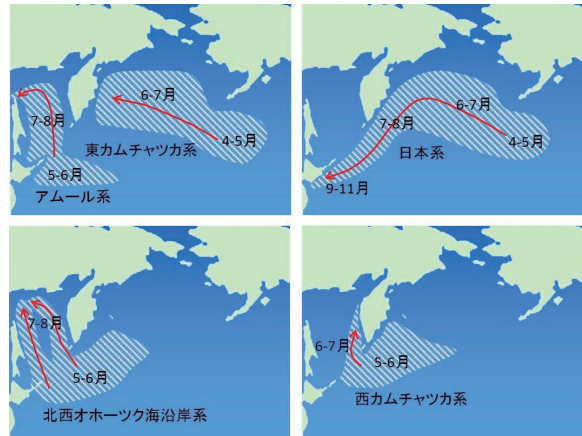 6-7月
7-8月
4-5月
東カムチャツカ系
5-6月
アムール系
6-7月
7-8月
4-5月
日本系
9-11月
7-8月
5-6月
北西オホーツク海沿岸系
6-7月
5-6月
西カムチャツカ系